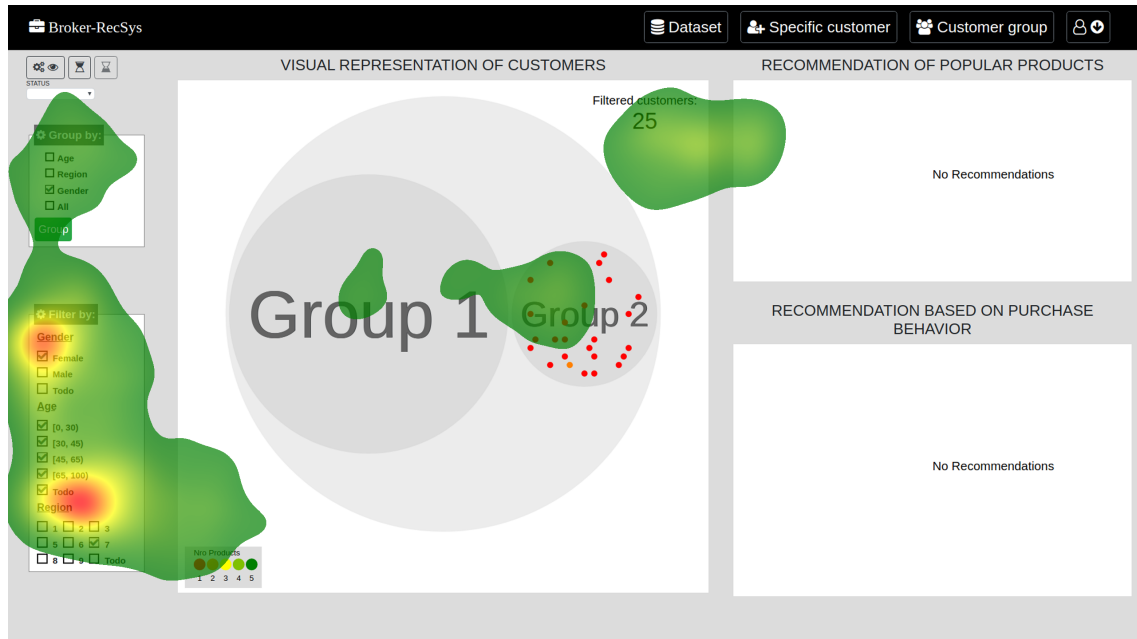 Broker-RecSys
Dataset
Specific customer
Customer group
STATUS
VISUAL REPRESENTATION OF CUSTOMERS
RECOMMENDATION OF POPULAR PRODUCTS
Filtered customers:
25
Group by:
Age
Region
Gender
All
Group
No Recommendations
Group 1
Group 2
RECOMMENDATION BASED ON PURCHASE
BEHAVIOR
No Recommendations
Filter by:
Gender
Female
Male
Todo
Age
[0, 30)
[30, 45)
[45, 65)
[65, 100)
Todo
Region
1 2 3
5 6 7
8 9 Todo
Nro Products
1 2 3 4 5